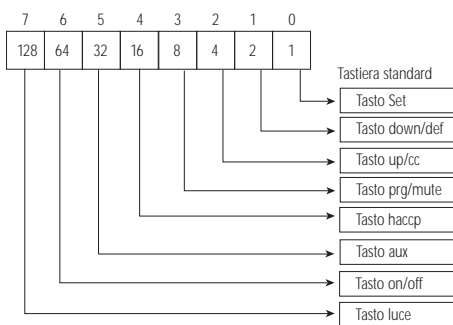 7 6 5 4 3 2 1 0
128 64 32 16 8 4 2 1
Tastiera standard
Tasto Set
Tasto down/def
Tasto up/cc
Tasto prg/mute
Tasto haccp
Tasto aux
Tasto on/off
Tasto luce